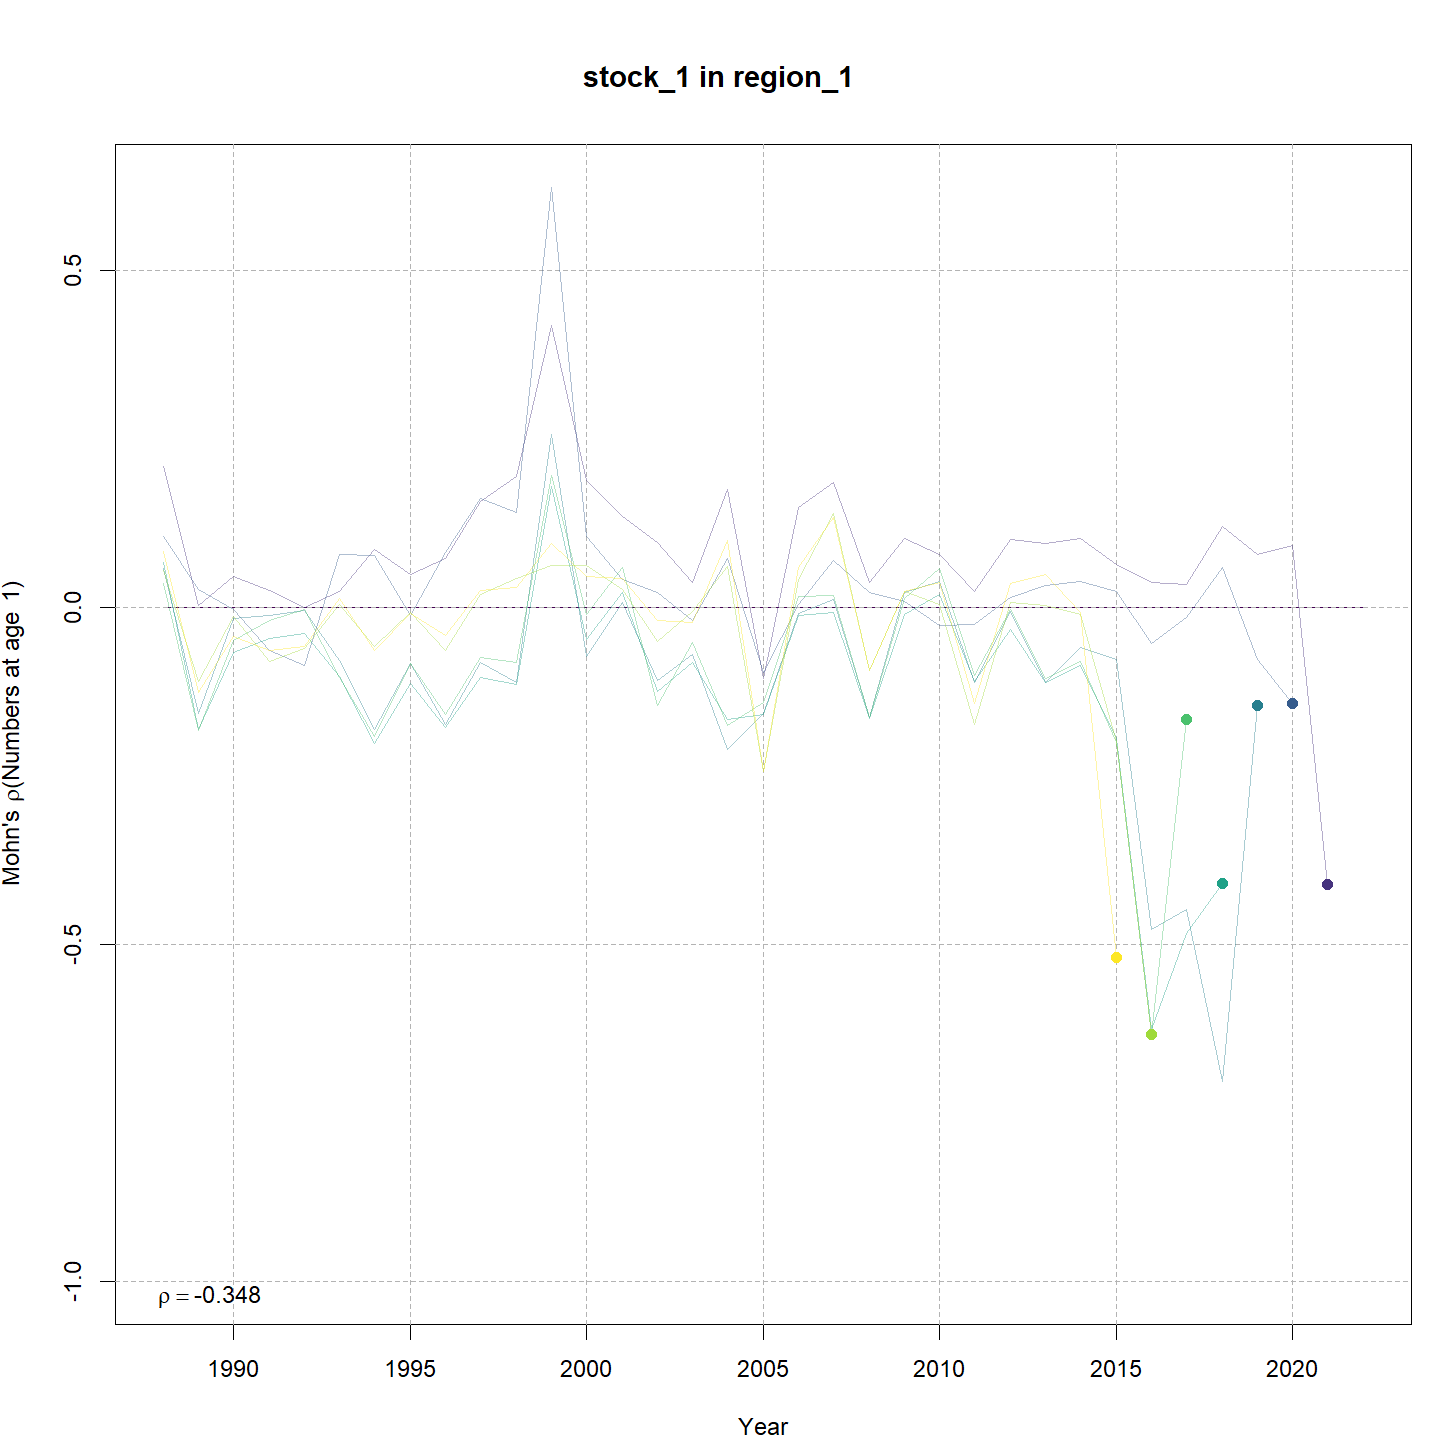 stock_1 in region_1
Mohn's ρ(Numbers at age 1)
0.5
0.0
-0.5
-1.0
ρ = -0.348
1990 1995 2000 2005 2010 2015 2020
Year